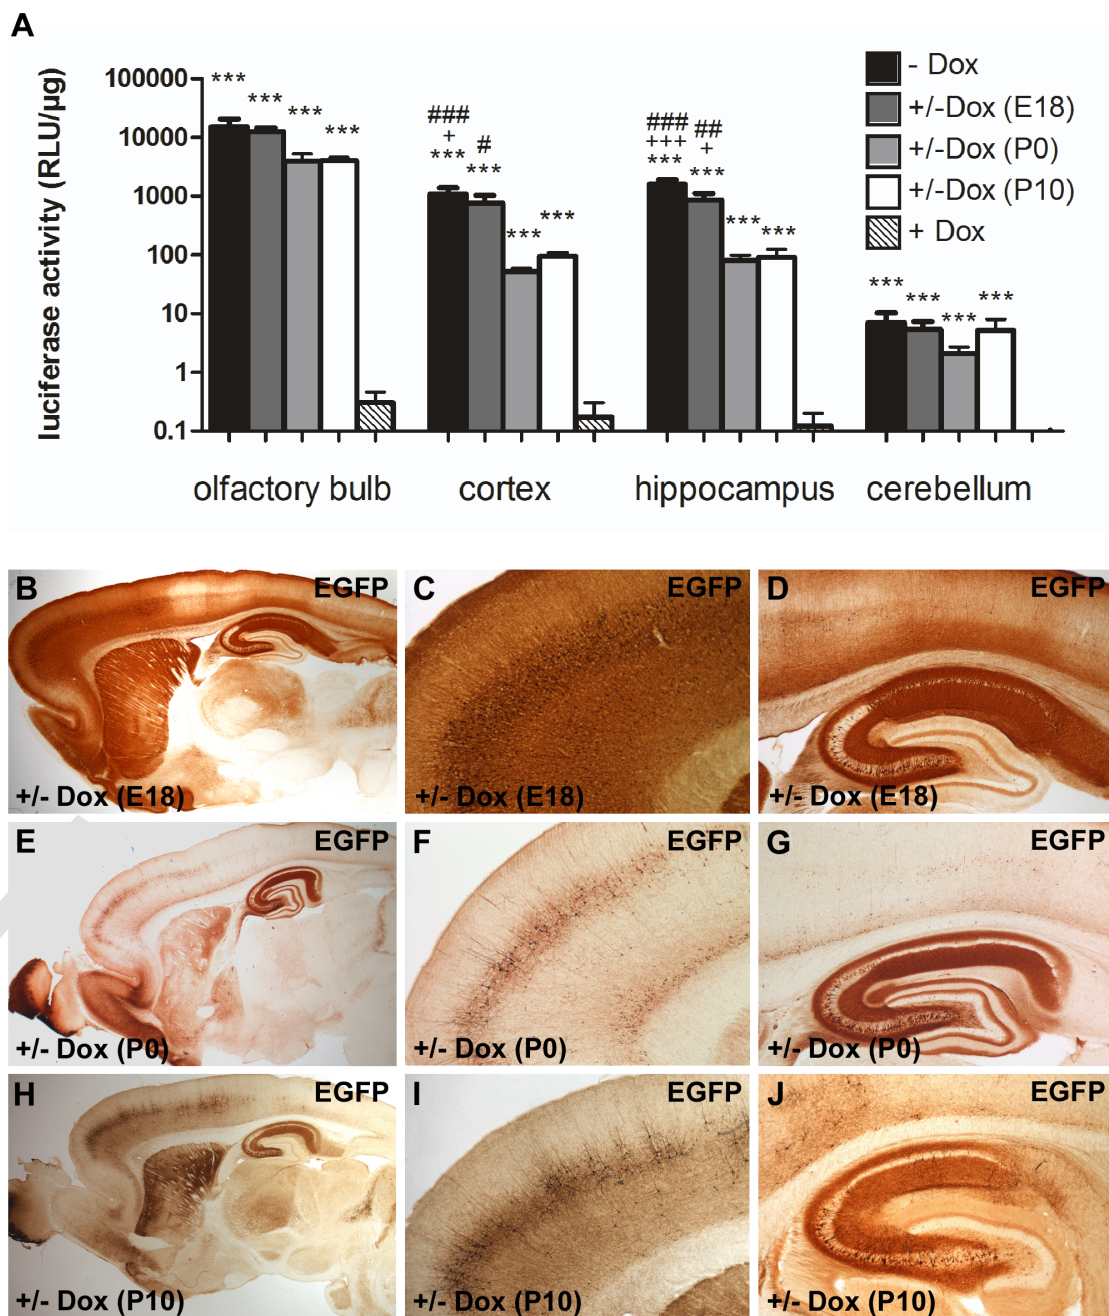 A
luciferase activity (RLU/µg)
100000
10000
1000
100
10
1
0.1
*** *** *** ***
### + *** # *** *** ***
### +++ *** ## + *** *** ***
*** *** *** ***
- Dox
+/-Dox (E18)
+/-Dox (P0)
+/-Dox (P10)
+ Dox
olfactory bulb cortex hippocampus cerebellum
B EGFP
+/- Dox (E18)
C EGFP
+/- Dox (E18)
D EGFP
+/- Dox (E18)
E EGFP
+/- Dox (P0)
F EGFP
+/- Dox (P0)
G EGFP
+/- Dox (P0)
H EGFP
+/- Dox (P10)
I EGFP
+/- Dox (P10)
J EGFP
+/- Dox (P10)